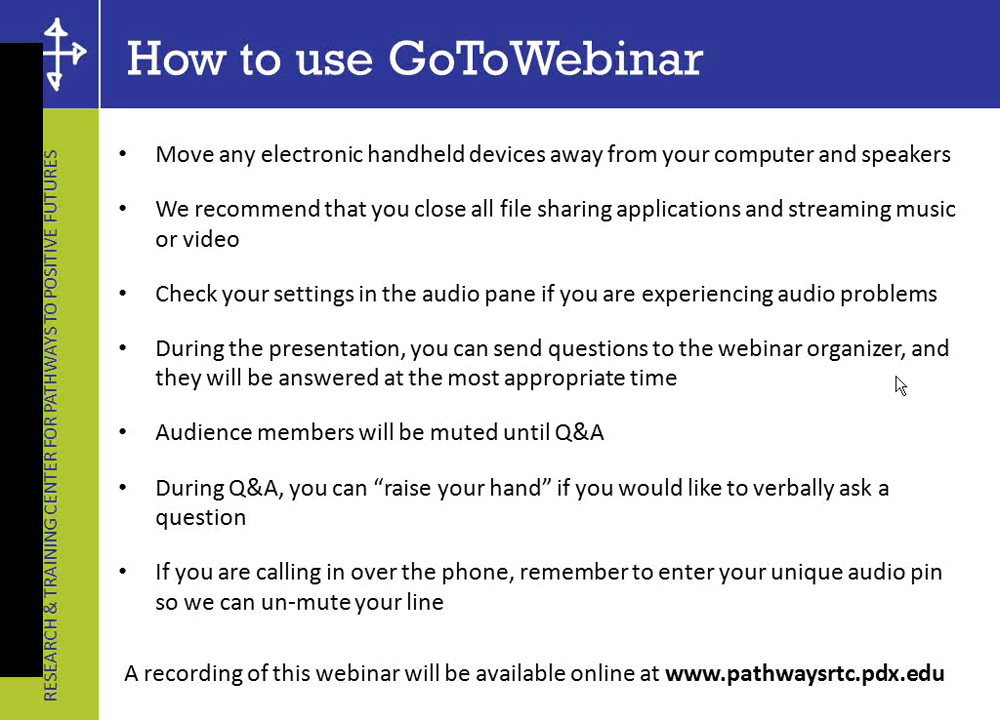 How to use GoToWebinar
RESEARCH & TRAINING CENTER FOR PATHWAYS TO POSITIVE FUTURES
• Move any electronic handheld devices away from your computer and speakers
• We recommend that you close all file sharing applications and streaming music
or video
• Check your settings in the audio pane if you are experiencing audio problems
• During the presentation, you can send questions to the webinar organizer, and
they will be answered at the most appropriate time
• Audience members will be muted until Q&A
• During Q&A, you can “raise your hand” if you would like to verbally ask a
question
• If you are calling in over the phone, remember to enter your unique audio pin
so we can un-mute your line
A recording of this webinar will be available online at www.pathwaysrtc.pdx.edu